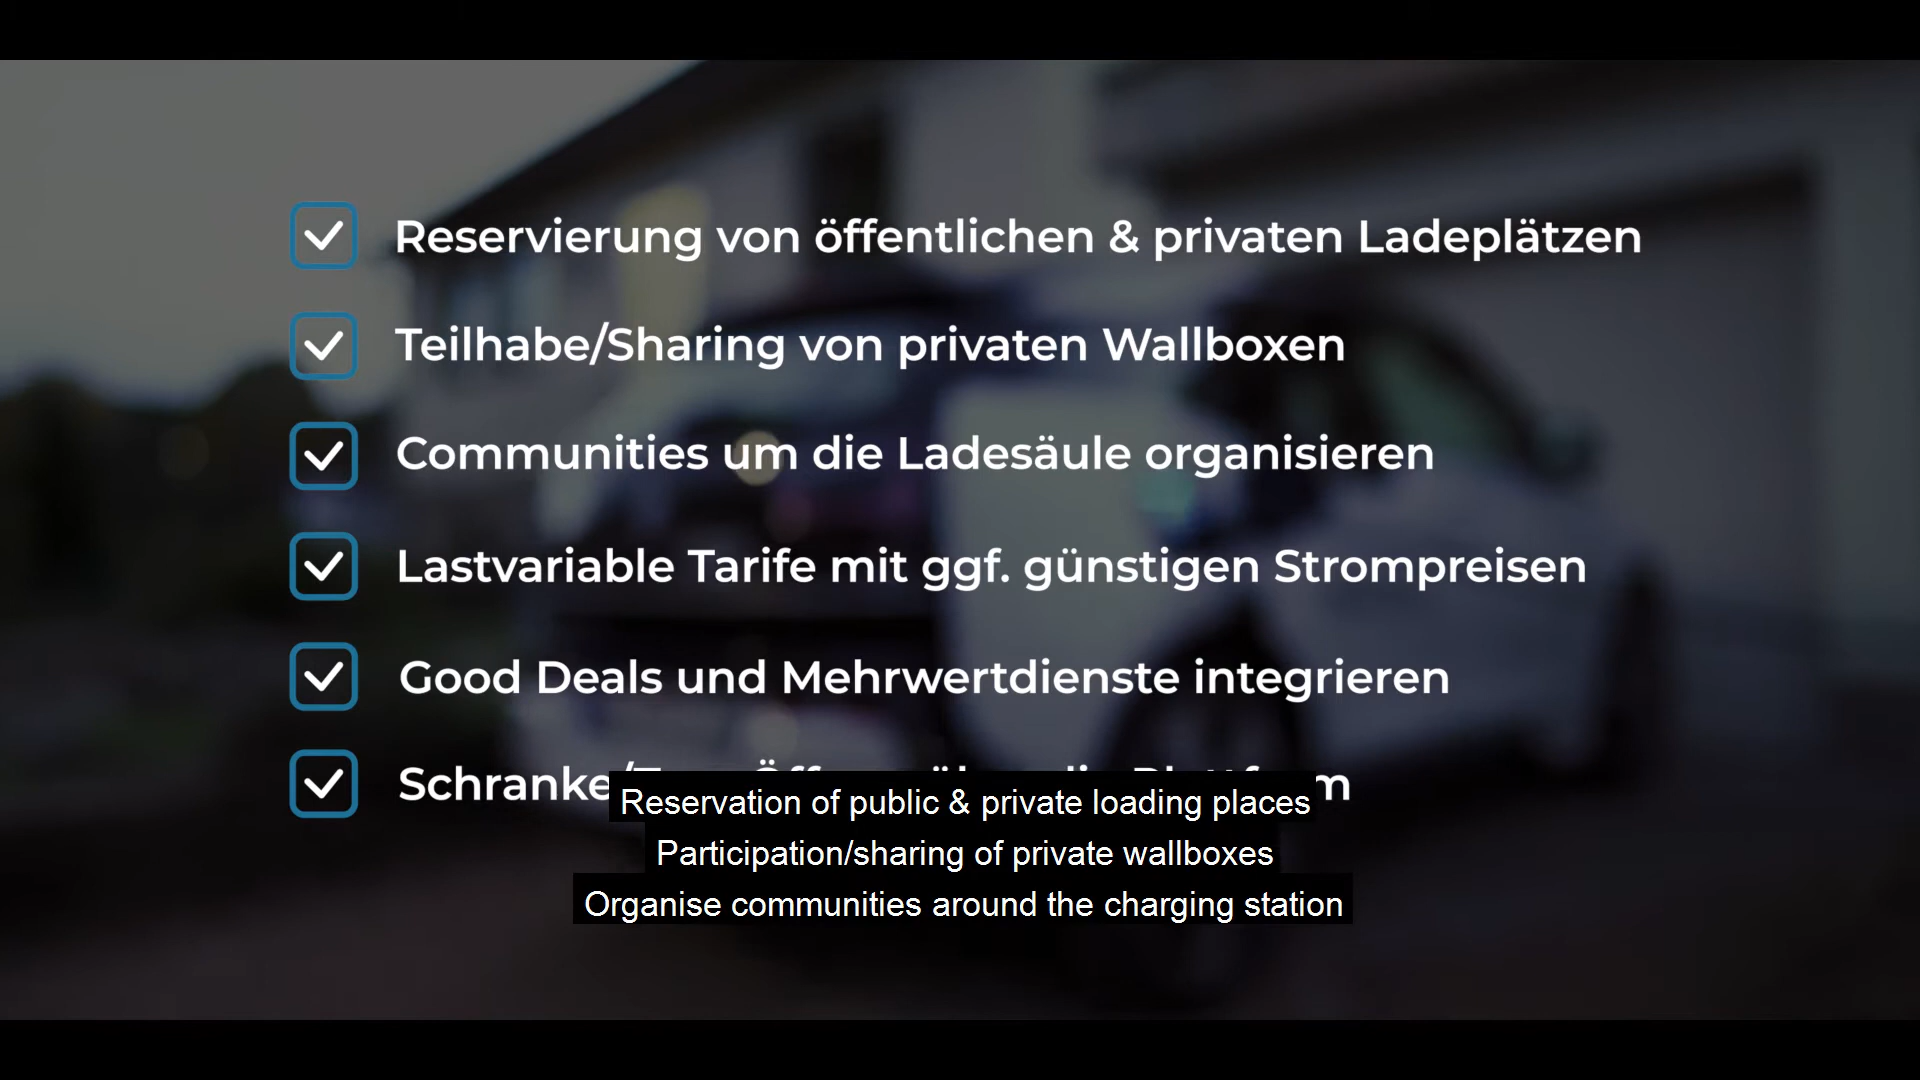 Reservierung von öffentlichen & privaten Ladeplätzen
Teilhabe/Sharing von privaten Wallboxen
Communities um die Ladesäule organisieren
Lastvariable Tarife mit ggf. günstigen Strompreisen
Good Deals und Mehrwertdienste integrieren
Reservation of public & private loading places
Participation/sharing of private wallboxes
Organise communities around the charging station